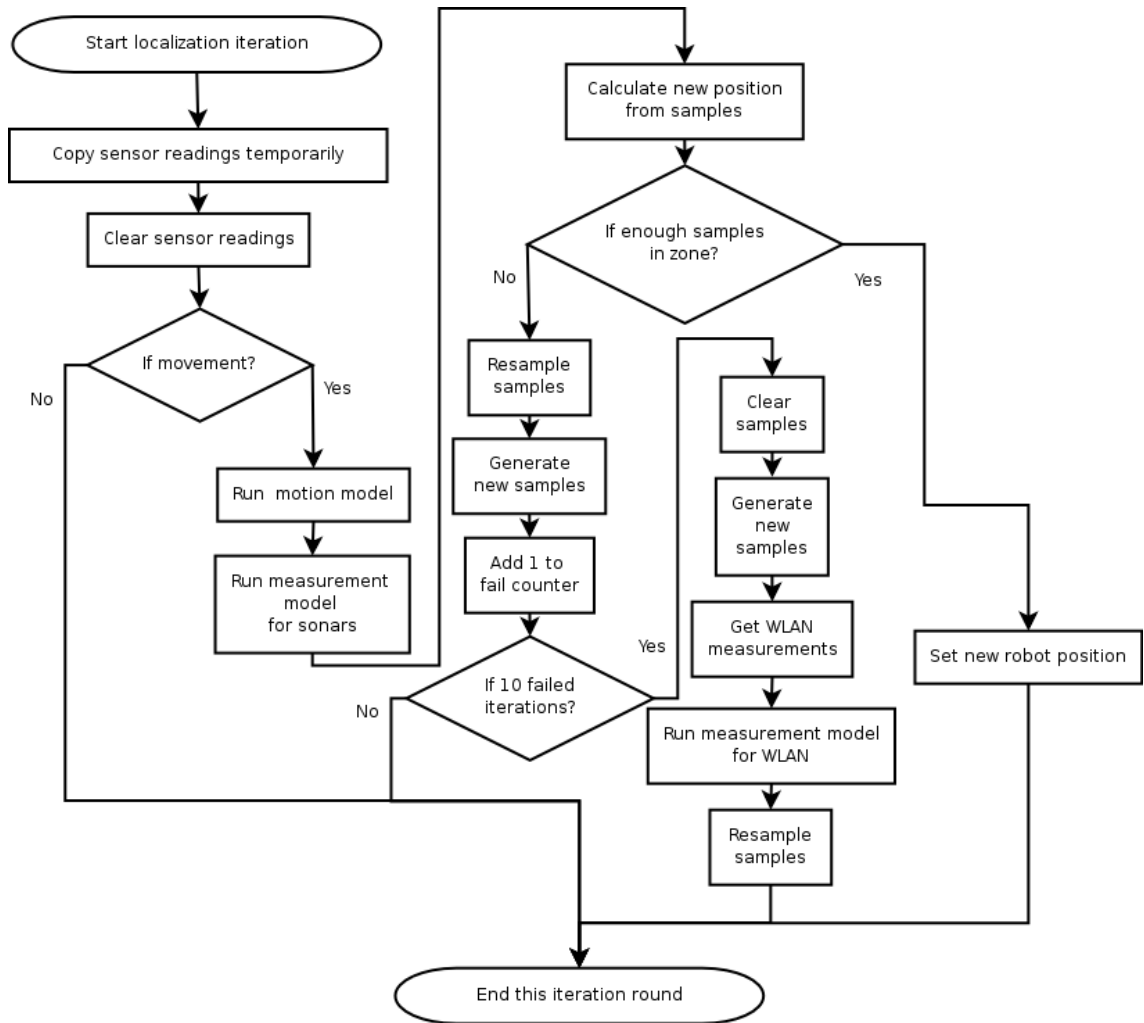 Start localization iteration
Copy sensor readings temporarily
Clear sensor readings
If movement?
No
Yes
Run motion model
Run measurement
model
for sonars
Calculate new position
from samples
If enough samples
in zone?
No
Yes
Resample
samples
Generate
new samples
Add 1 to
fail counter
If 10 failed
iterations?
No
Yes
Clear
samples
Generate
new
samples
Get WLAN
measurements
Run measurement model
for WLAN
Resample
samples
Set new robot position
End this iteration round